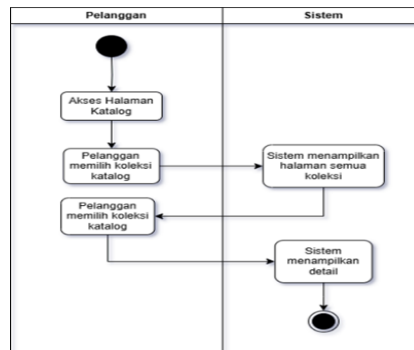 Pelanggan
Sistem
Akses Halaman
Katalog
Pelanggan
memilih koleksi
katalog
Sistem menampilkan
halaman semua
koleksi
Pelanggan
memilih koleksi
katalog
Sistem
menampilkan
detail